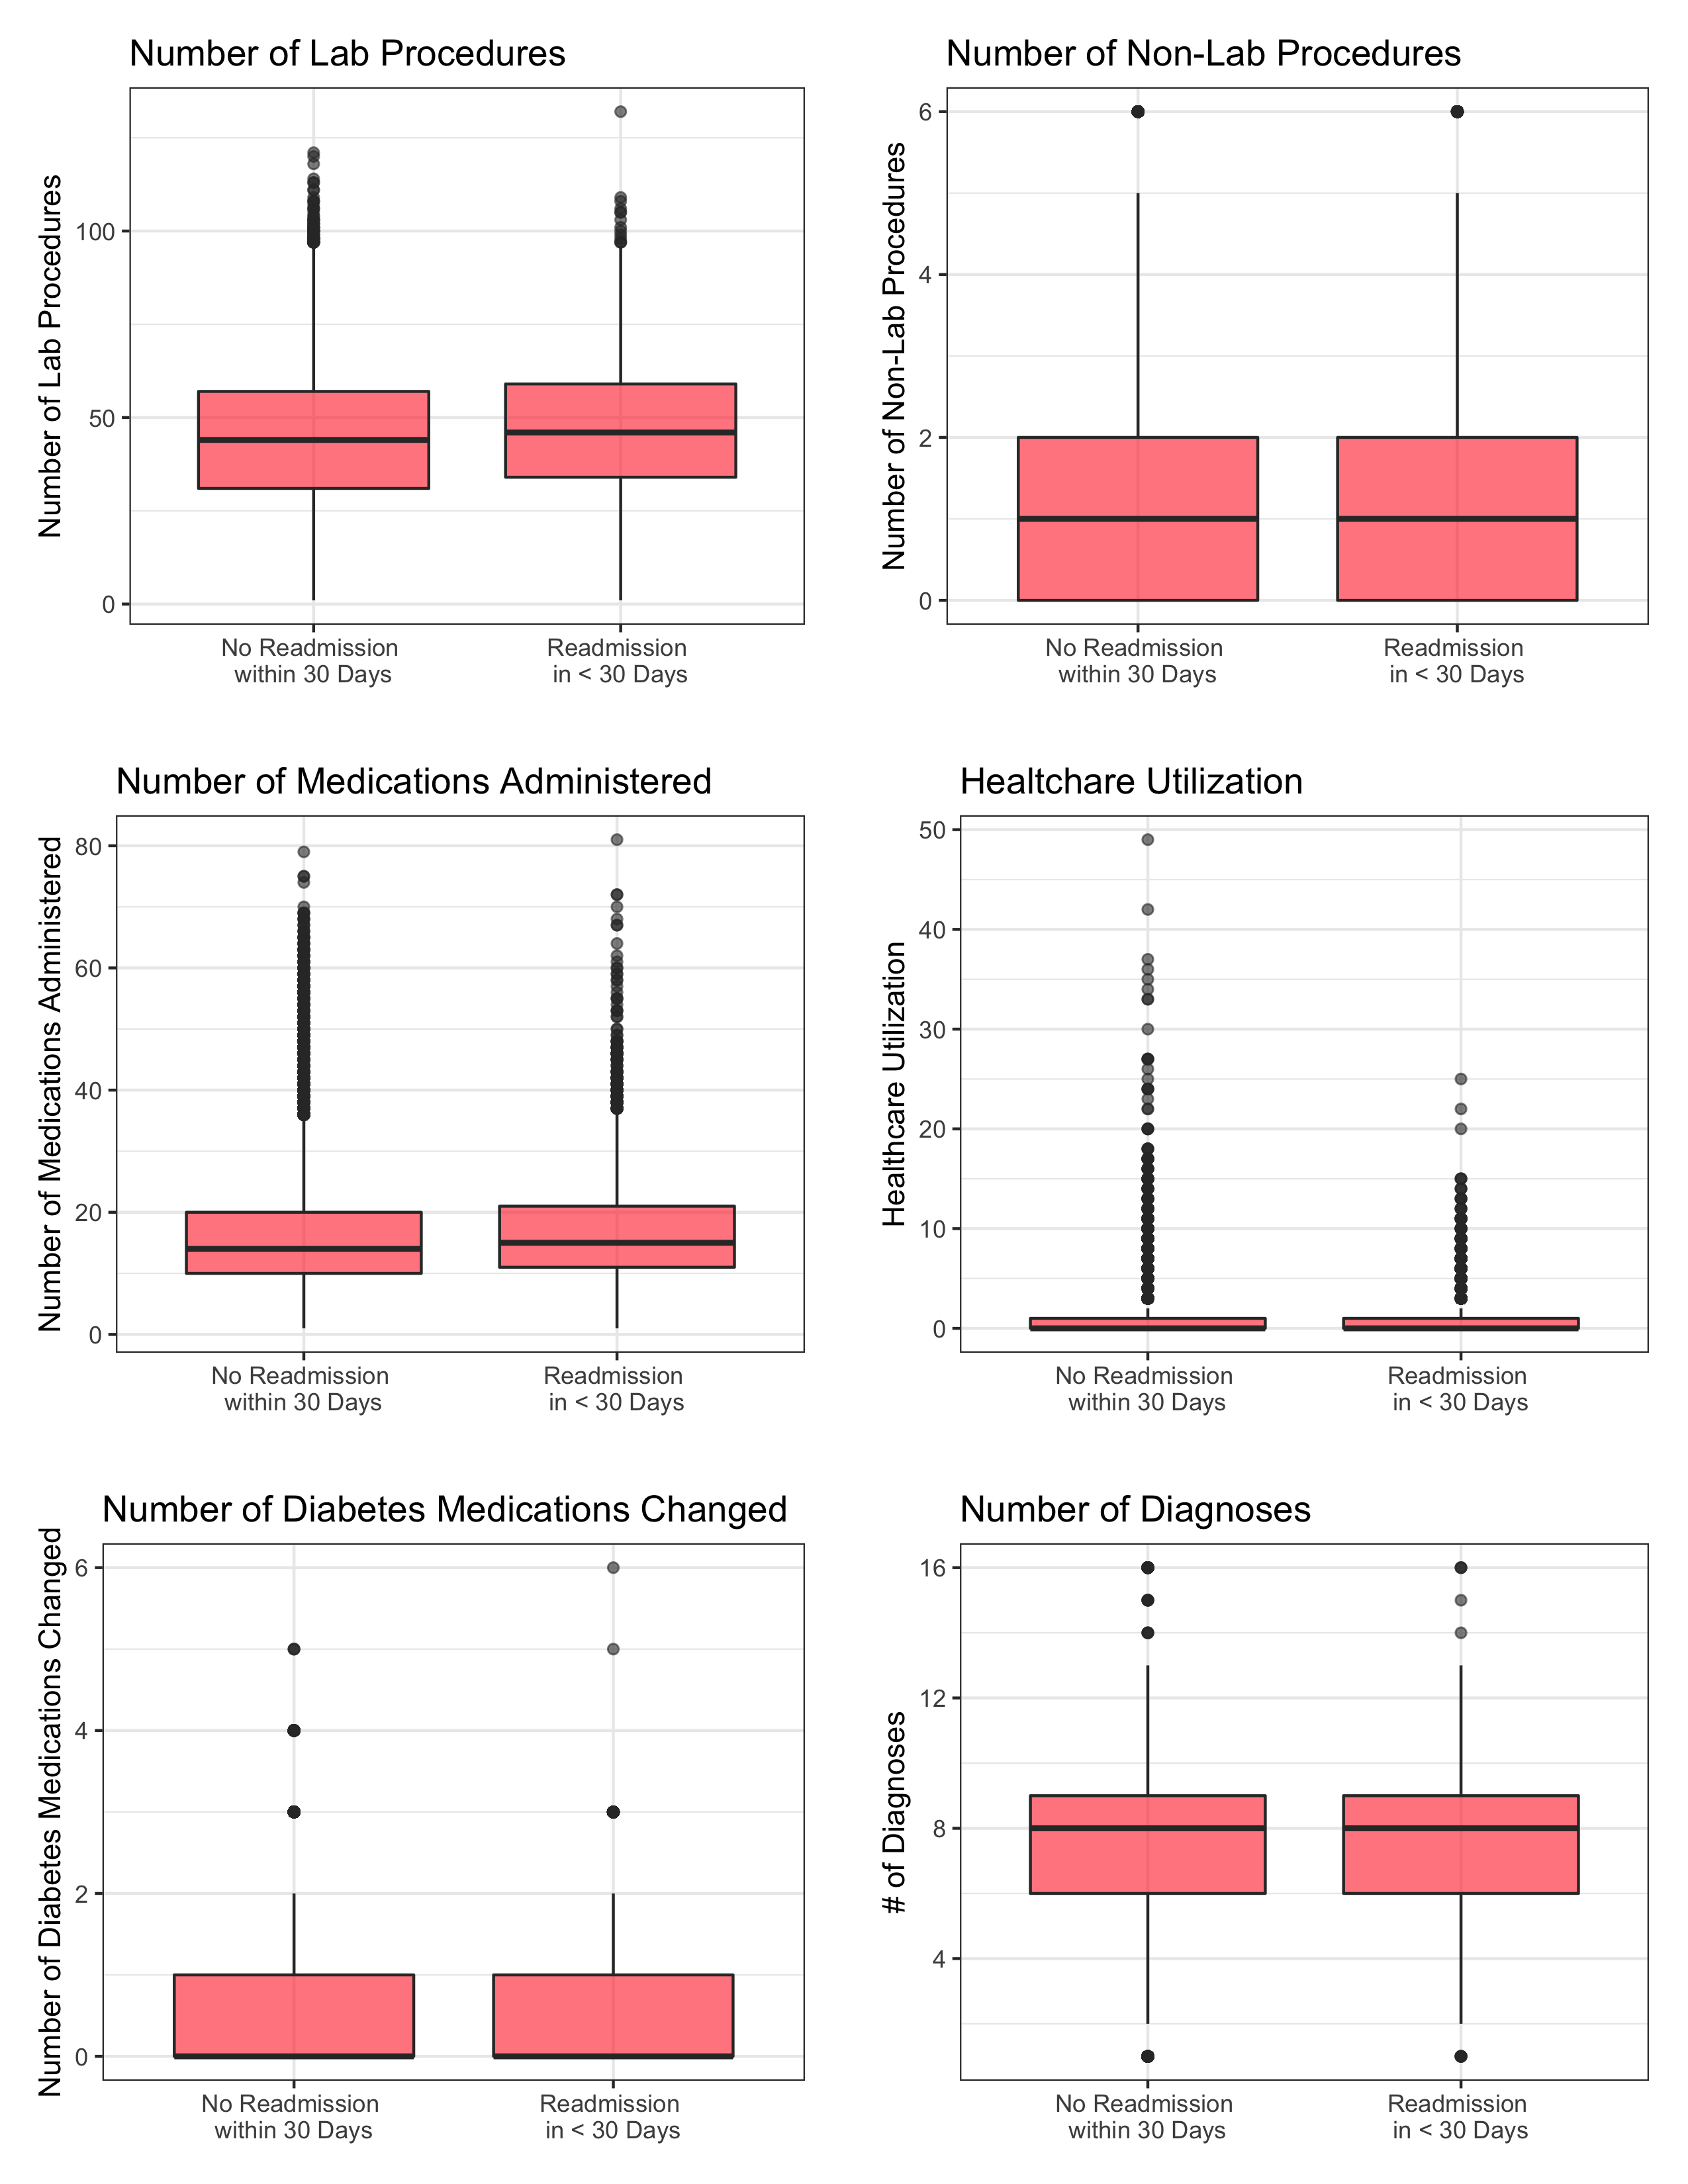 Number of Lab Procedures
Number of Lab Procedures
100
50
0
No Readmission
within 30 Days
Readmission
in < 30 Days
Number of Non-Lab Procedures
Number of Non-Lab Procedures
6
4
2
0
No Readmission
within 30 Days
Readmission
in < 30 Days
Number of Medications Administered
Number of Medications Administered
80
60
40
20
0
No Readmission
within 30 Days
Readmission
in < 30 Days
Healtchare Utilization
Healthcare Utilization
50
40
30
20
10
0
No Readmission
within 30 Days
Readmission
in < 30 Days
Number of Diabetes Medications Changed
Number of Diabetes Medications Changed
6
4
2
0
No Readmission
within 30 Days
Readmission
in < 30 Days
Number of Diagnoses
# of Diagnoses
16
12
8
4
No Readmission
within 30 Days
Readmission
in < 30 Days